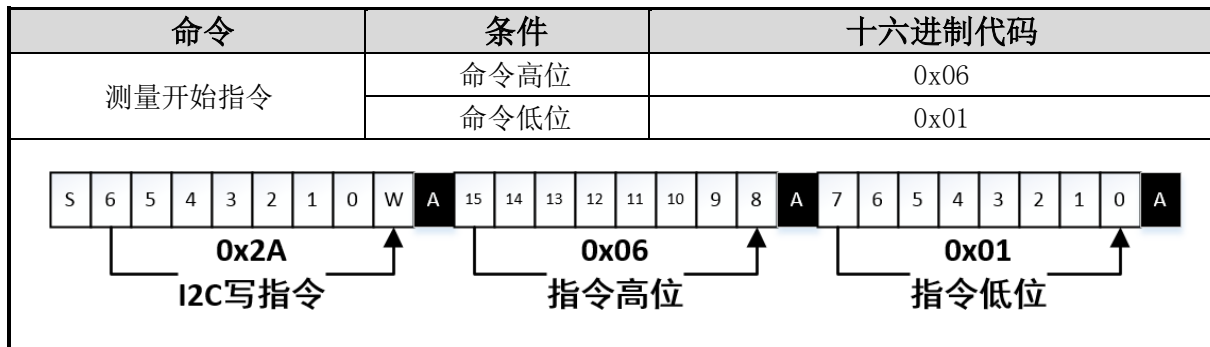 命令 条件 十六进制代码
测量开始指令 命令高位 0x06
命令低位 0x01
S 6 5 4 3 2 1 0 W A 15 14 13 12 11 10 9 8 A 7 6 5 4 3 2 1 0 A
0x2A 0x06 0x01
I2C写指令 指令高位 指令低位